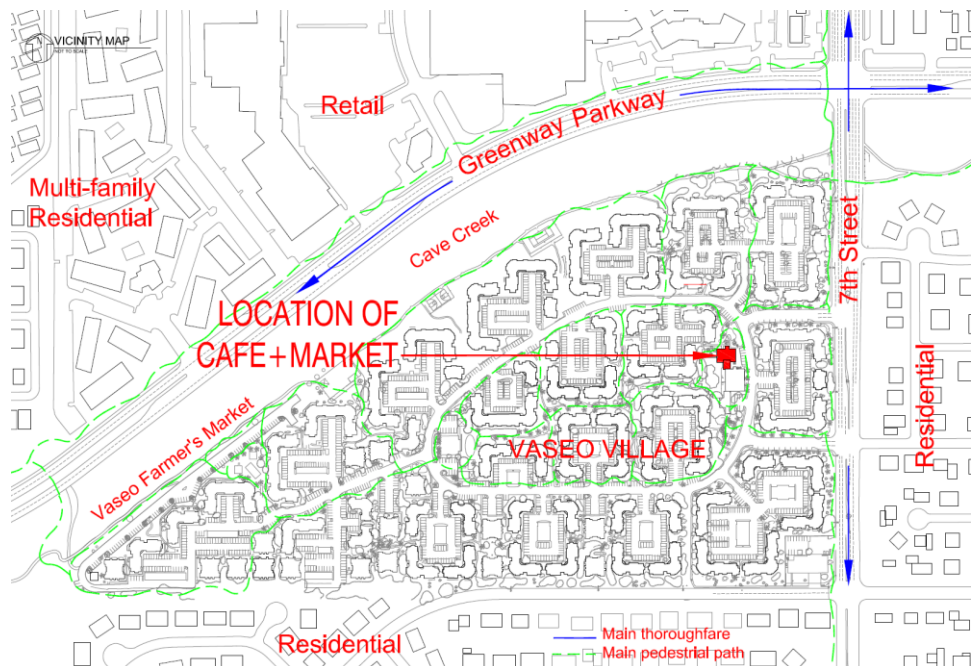 VICINITY MAP
NOT TO SCALE
Retail
Greenway Parkway
Multi-family
Residential
Cave Creek
7th Street
LOCATION OF
CAFE+MARKET
Residential
Vaseo Farmer's Market
VASEO VILLAGE
Residential
Main thoroughfare
Main pedestrial path